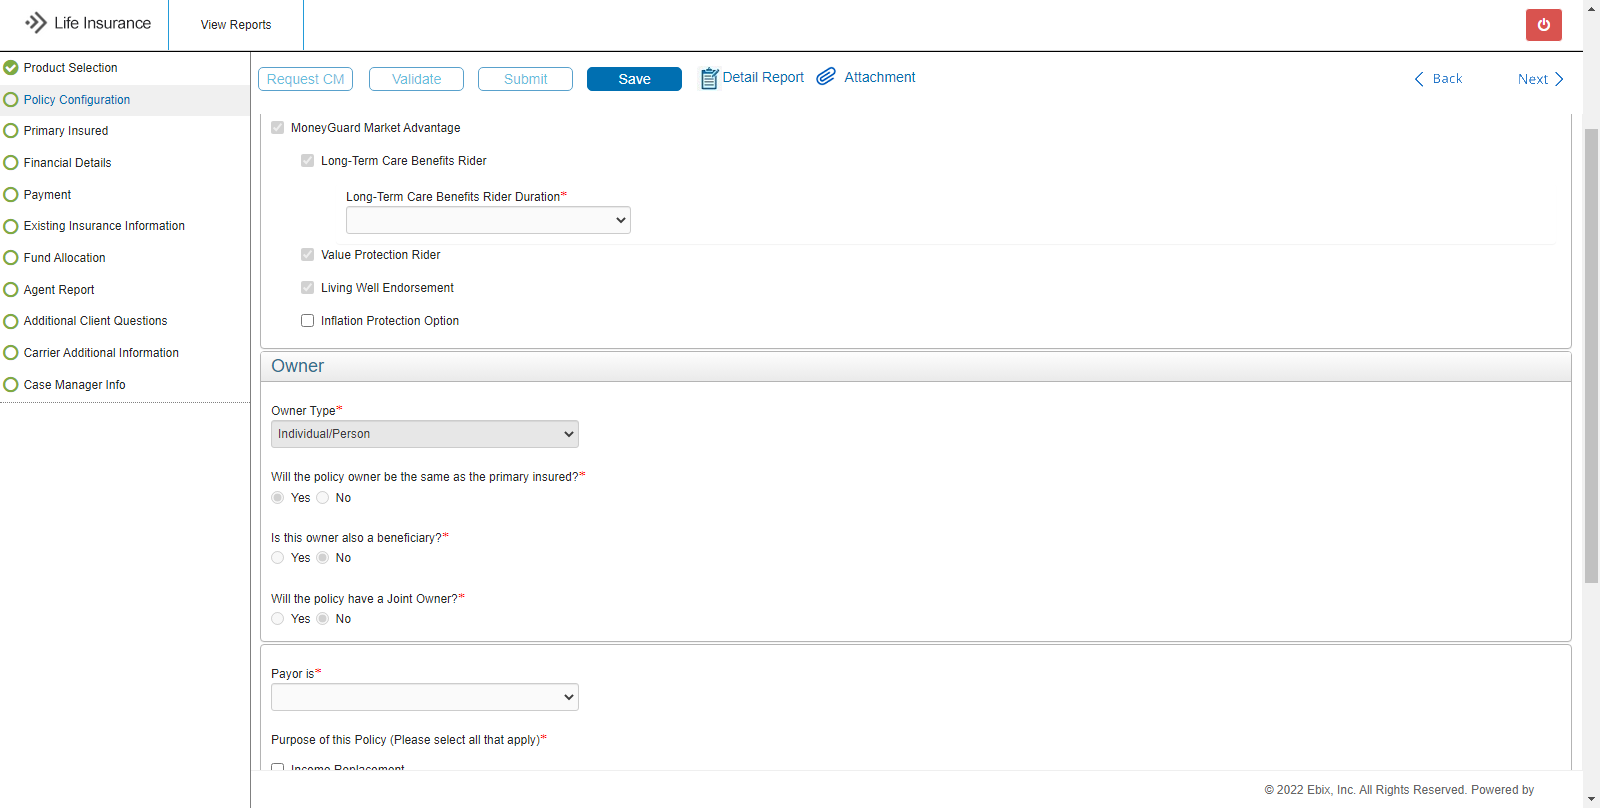 Life Insurance
View Reports
Product Selection
Policy Configuration
Primary Insured
Financial Details
Payment
Existing Insurance Information
Fund Allocation
Agent Report
Additional Client Questions
Carrier Additional Information
Case Manager Info
Request CM
Validate
Submit
Save
Detail Report
Attachment
Back
Next
MoneyGuard Market Advantage
Long-Term Care Benefits Rider
Long-Term Care Benefits Rider Duration*
Value Protection Rider
Living Well Endorsement
Inflation Protection Option
Owner
Owner Type*
Individual/Person
Will the policy owner be the same as the primary insured?*
Yes No
Is this owner also a beneficiary?*
Yes No
Will the policy have a Joint Owner?*
Yes No
Payor is*
Purpose of this Policy (Please select all that apply)*
Income Replacement
© 2022 Ebix, Inc. All Rights Reserved. Powered by